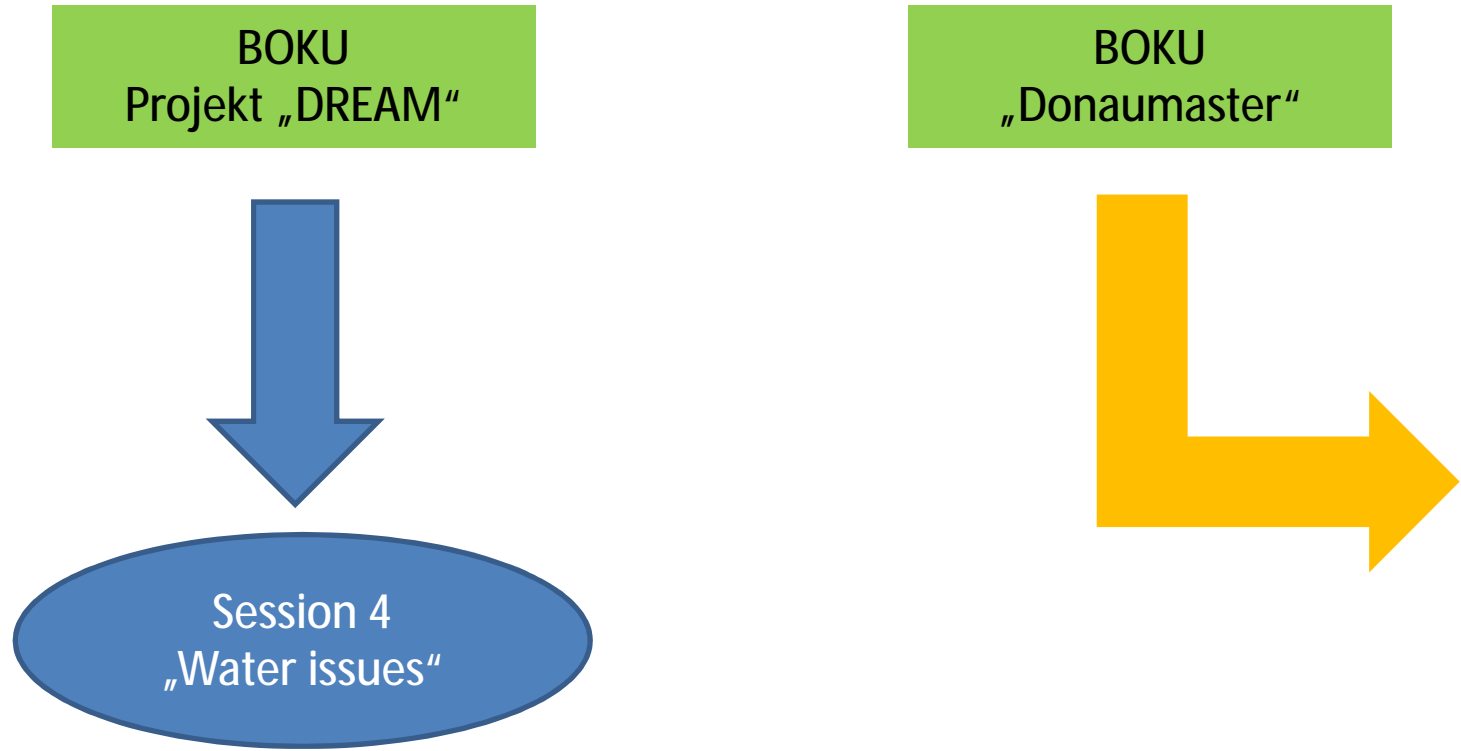 BOKU
Projekt „DREAM“
BOKU
„Donaumaster“
Session 4
„Water issues“